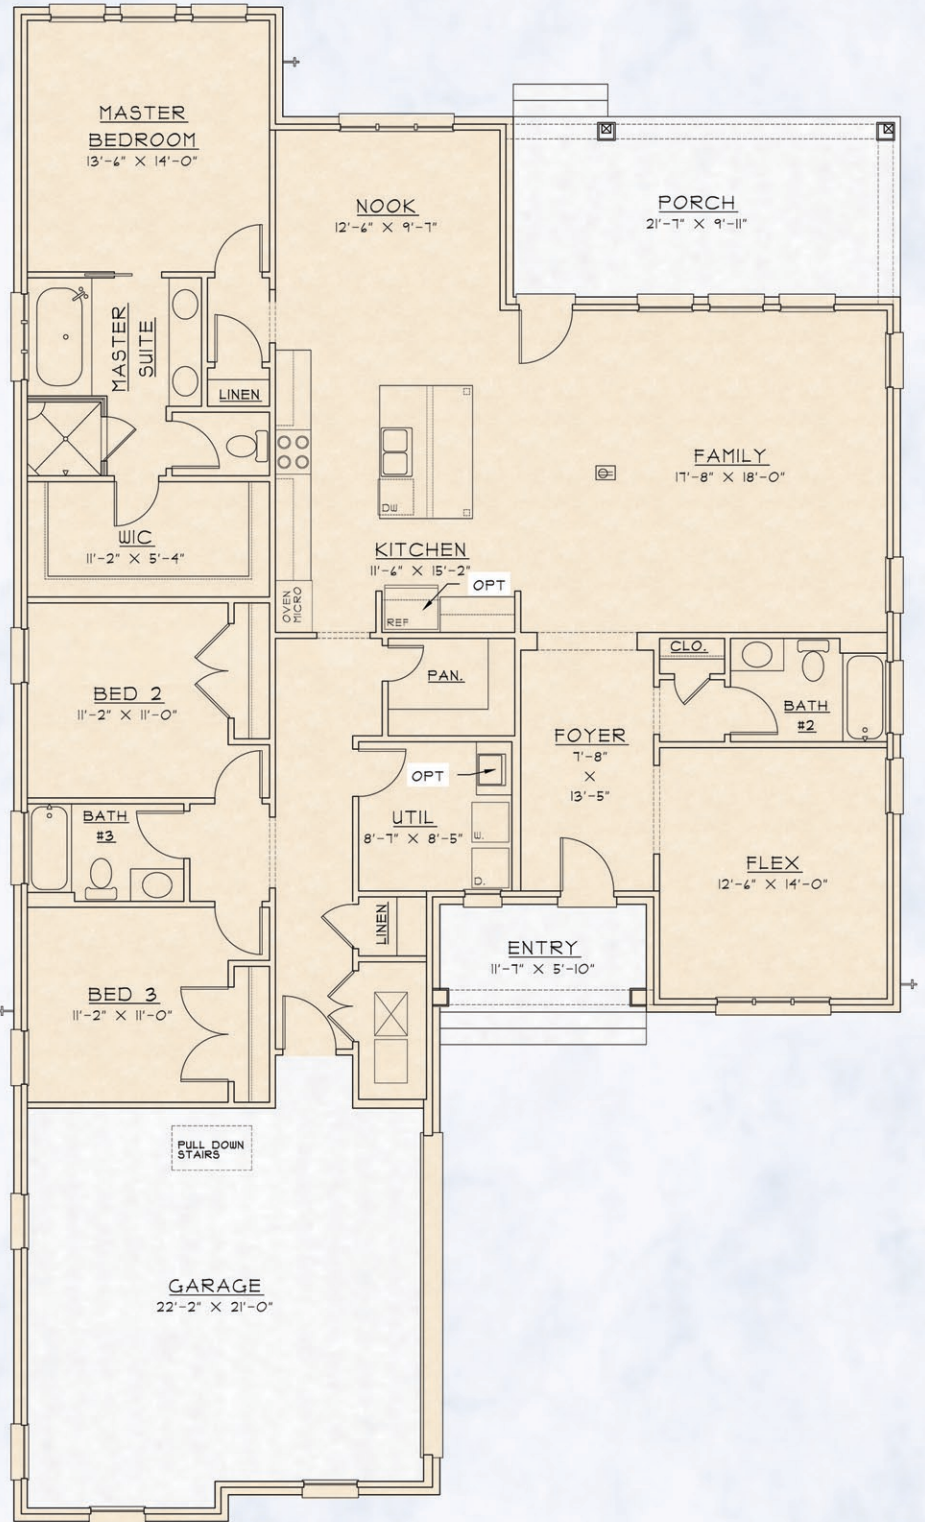 MASTER
BEDROOM
13'-6" X 14'-0"
NOOK
12'-6" X 9'-7"
PORCH
21'-7" X 9'-11"
MASTER
SUITE
LINEN
FAMILY
17'-8" X 18'-0"
DW
WIC
11'-2" X 5'-4"
KITCHEN
11'-6" X 15'-2"
OPT
OVEN
MICRO
REF
BED 2
11'-2" X 11'-0"
PAN.
CLO.
BATH
#2
FOYER
7'-8"
X
13'-5"
OPT
BATH
#3
UTIL
8'-7" X 8'-5"
W.
D.
FLEX
12'-6" X 14'-0"
LINEN
ENTRY
11'-7" X 5'-10"
BED 3
11'-2" X 11'-0"
PULL DOWN
STAIRS
GARAGE
22'-2" X 21'-0"